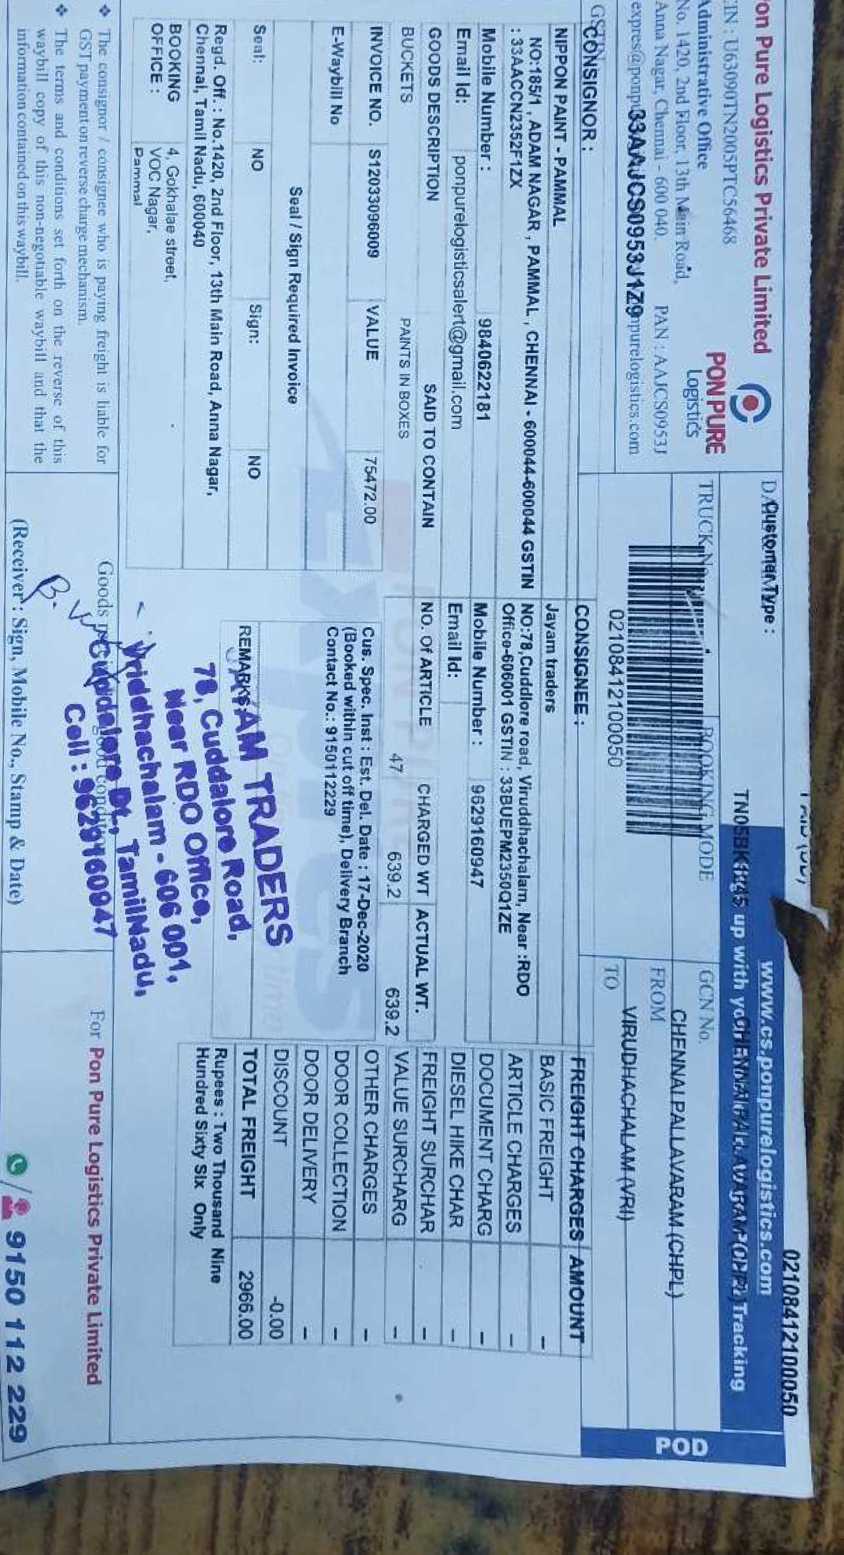 02108412100050
on Pure Logistics Private Limited
CIN : U63090TN2005PTC56468
Administrative Office
No. 1420, 2nd Floor, 13th Main Road,
Anna Nagar, Chennai - 600 040. PAN : AAJCS0953J
33AAJCS0953J1Z9
PON PURE
Logistics
Customer Type :
www.cs.ponpurelogistics.com
Tracking
TRUCK
BOOKING MODE
GCN No.
02108412100050
FROM
CHENNAI PALLAVARAM (CHPL)
TO
VIRUDHACHALAM (VRI)
POD
CONSIGNOR :
NIPPON PAINT - PAMMAL
NO:185/1 , ADAM NAGAR , PAMMAL , CHENNAI - 600044-600044 GSTIN
: 33AACCN2352F1ZX
Mobile Number : 9840622181
Email Id: ponpurelogisticsalert@gmail.com
CONSIGNEE :
Jayam traders
NO:78,Cuddlore road, Viruddhachalam, Near :RDO
Office-606001 GSTIN : 33BUEPM2350Q1ZE
Mobile Number : 9629160947
Email Id:
GOODS DESCRIPTION SAID TO CONTAIN NO. Of ARTICLE CHARGED WT ACTUAL WT.
BUCKETS PAINTS IN BOXES 47 639.2 639.2
INVOICE NO. S12033096009 VALUE 75472.00
E-Waybill No
Cus. Spec. Inst : Est. Del. Date : 17-Dec-2020
(Booked within cut off time), Delivery Branch
Contact No.: 9150112229
Seal / Sign Required Invoice
Seal: NO Sign: NO
REMARKS
Regd. Off. : No.1420, 2nd Floor, 13th Main Road, Anna Nagar,
Chennai, Tamil Nadu, 600040
BOOKING OFFICE : 4, Gokhalae street,
VOC Nagar,
Pammal
FREIGHT CHARGES AMOUNT
BASIC FREIGHT -
ARTICLE CHARGES -
DOCUMENT CHARG -
DIESEL HIKE CHAR -
FREIGHT SURCHAR -
VALUE SURCHARG -
OTHER CHARGES -
DOOR COLLECTION -
DOOR DELIVERY -
DISCOUNT -0.00
TOTAL FREIGHT 2966.00
Rupees : Two Thousand Nine
Hundred Sixty Six Only
AM TRADERS
78, Cuddalore Road,
Near RDO Office,
Vriddhachalam - 606 001,
Cuddalore Dt., TamilNadu,
Cell : 9629160947
❖ The consignor / consignee who is paying freight is liable for
GST payment on reverse charge mechanism.
❖ The terms and conditions set forth on the reverse of this
waybill copy of this non-negotiable waybill and that the
information contained on this waybill.
Goods
(Receiver : Sign, Mobile No., Stamp & Date)
For Pon Pure Logistics Private Limited
9150 112 229